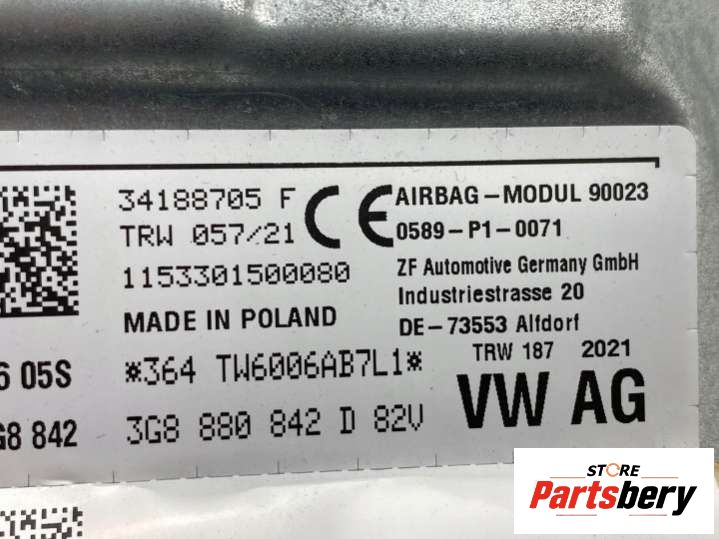 34188705 F
TRW 057/21
1153301500080
MADE IN POLAND
*364 TW6006AB7L1*
3G8 880 842 D 82V
CE
AIRBAG-MODUL 90023
0589-P1-0071
ZF Automotive Germany GmbH
Industriestrasse 20
DE-73553 Alfdorf
TRW 187 2021
VW AG
6 05S
G8 842
STORE
Partsbery